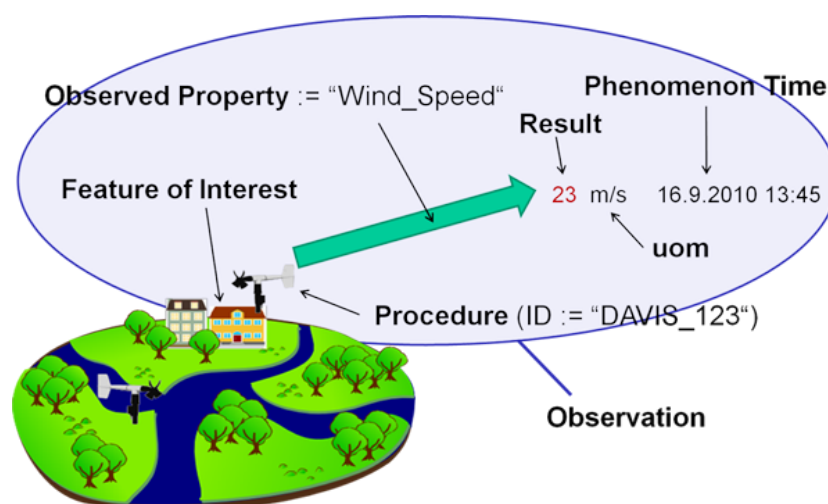 Phenomenon Time
Observed Property := “Wind_Speed“
Result
Feature of Interest
23 m/s 16.9.2010 13:45
uom
Procedure (ID := “DAVIS_123“)
Observation